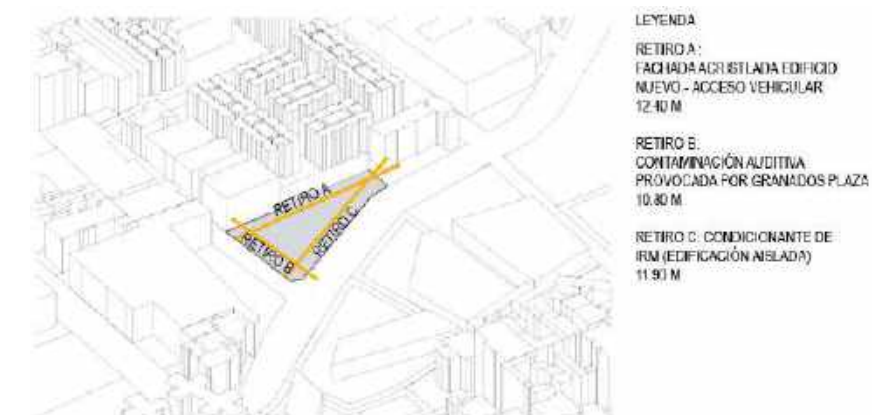 LEYENDA
RETIRO A :
FACHADA ACRISTLADA EDIFICIO
NUEVO - ACCESO VEHICULAR
12.40 M
RETIRO B:
CONTAMINACIÓN AUDITIVA
PROVOCADA POR GRANADOS PLAZA
10.80 M
RETIRO C: CONDICIONANTE DE
IRM (EDIFICACIÓN AISLADA)
11.90 M
RETIRO A
RETIRO B
RETIRO C